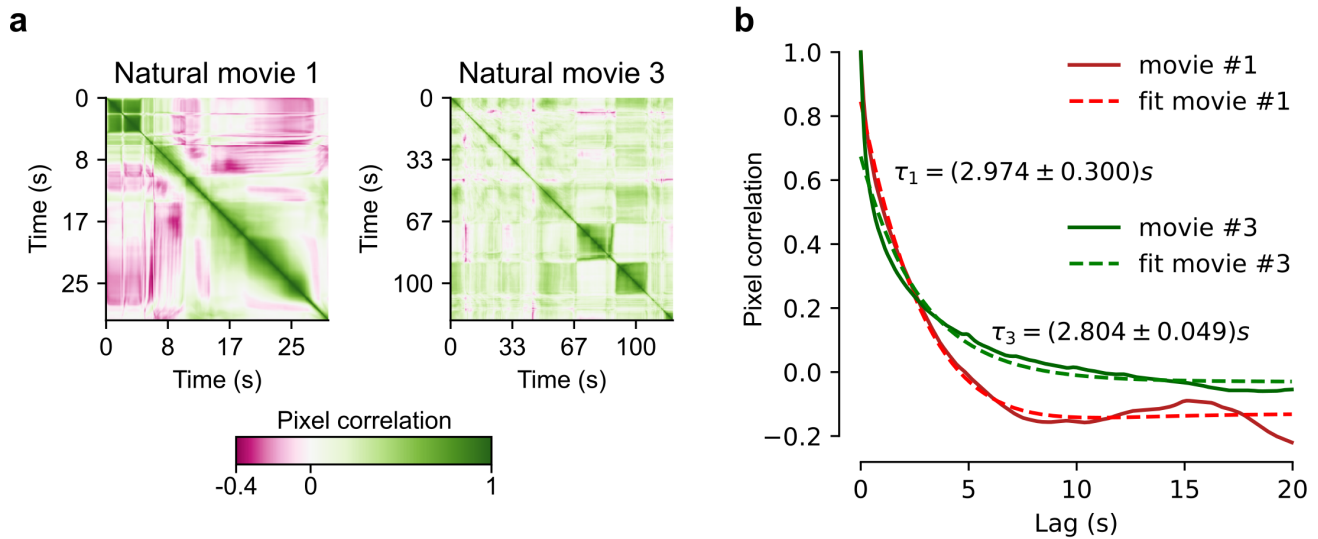 a
Natural movie 1
0
8
17
25
Time (s)
0 8 17 25
Time (s)
Natural movie 3
0
33
67
100
Time (s)
0 33 67 100
Time (s)
Pixel correlation
-0.4 0 1
b
1.0
0.8
0.6
0.4
0.2
0.0
−0.2
Pixel correlation
movie #1
fit movie #1
τ₁ = (2.974 ± 0.300)s
movie #3
fit movie #3
τ₃ = (2.804 ± 0.049)s
0 5 10 15 20
Lag (s)